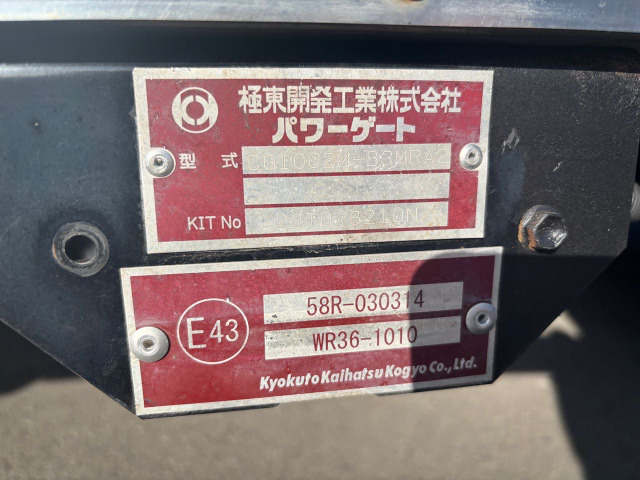 極東開発工業株式会社
パワーゲート
型式
KIT No
E43
58R-030314
WR36-1010
Kyokuto Kaihatsu Kogyo Co., Ltd.